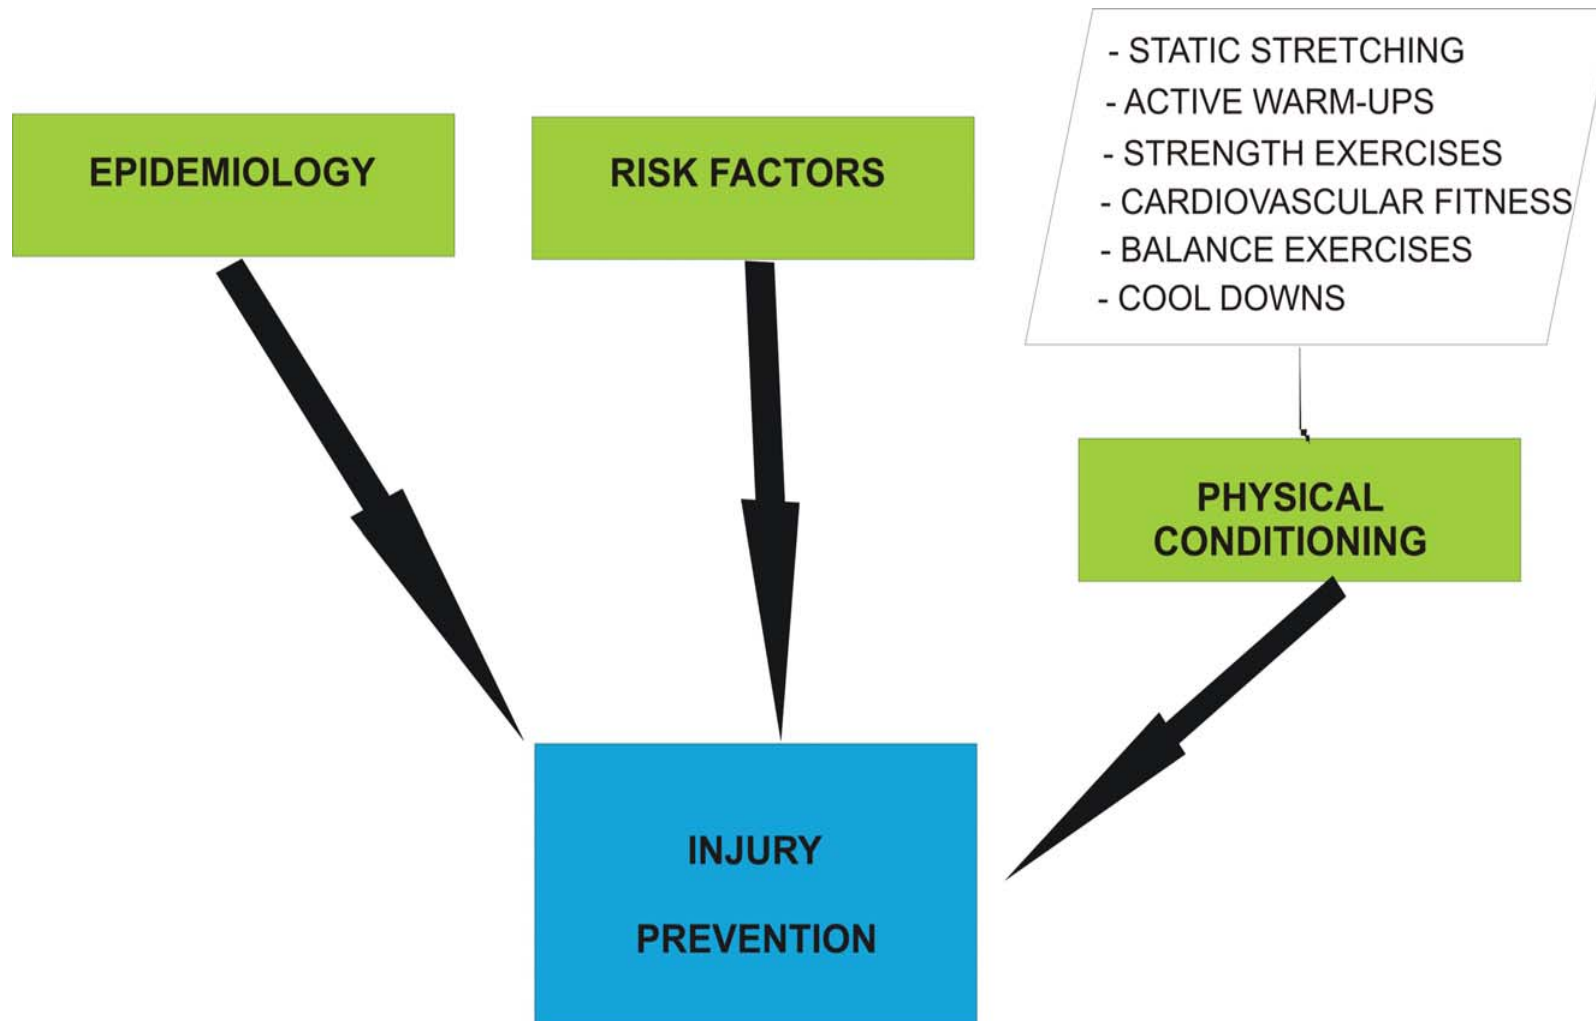 EPIDEMIOLOGY
RISK FACTORS
- STATIC STRETCHING
- ACTIVE WARM-UPS
- STRENGTH EXERCISES
- CARDIOVASCULAR FITNESS
- BALANCE EXERCISES
- COOL DOWNS
PHYSICAL
CONDITIONING
INJURY
PREVENTION